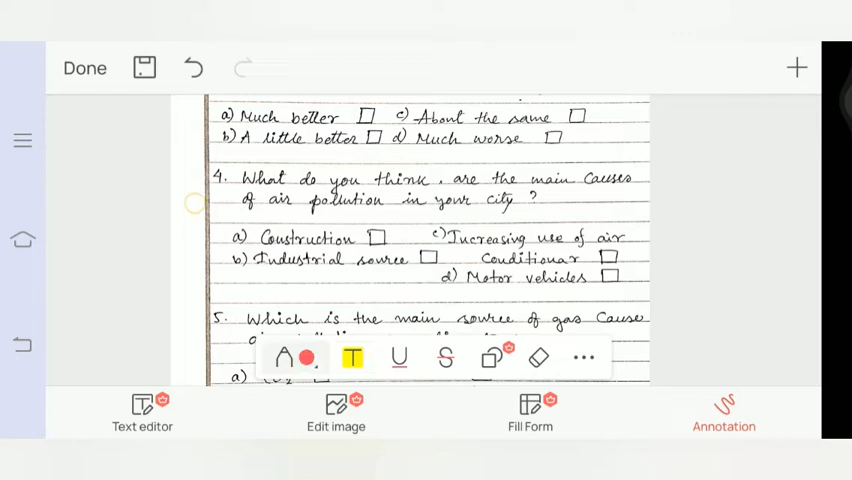 Done
a) Much better c) About the same
b) A little better d) Much worse
4. What do you think, are the main causes
of air pollution in your city ?
a) Construction c) Increasing use of air
b) Industrial source Conditionar
d) Motor vehicles
5. Which is the main source of gas cause
a)
T U S
Text editor Edit image Fill Form Annotation